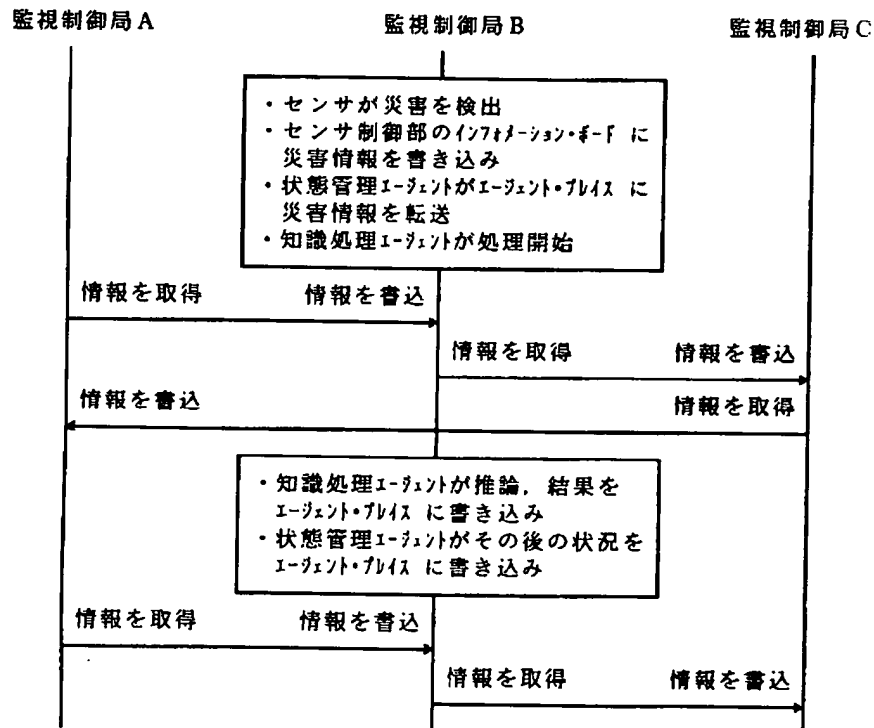 監視制御局A
監視制御局B
監視制御局C
・センサが災害を検出
・センサ制御部のｲﾝﾌｫﾒｰｼｮﾝ・ﾎﾞｰﾄﾞ に
災害情報を書き込み
・状態管理ｴｰｼﾞｪﾝﾄがｴｰｼﾞｪﾝﾄ・ﾌﾟﾚｲｽ に
災害情報を転送
・知識処理ｴｰｼﾞｪﾝﾄが処理開始
情報を取得 情報を書込
情報を取得 情報を書込
情報を書込 情報を取得
・知識処理ｴｰｼﾞｪﾝﾄが推論，結果を
ｴｰｼﾞｪﾝﾄ・ﾌﾟﾚｲｽ に書き込み
・状態管理ｴｰｼﾞｪﾝﾄがその後の状況を
ｴｰｼﾞｪﾝﾄ・ﾌﾟﾚｲｽ に書き込み
情報を取得 情報を書込
情報を取得 情報を書込